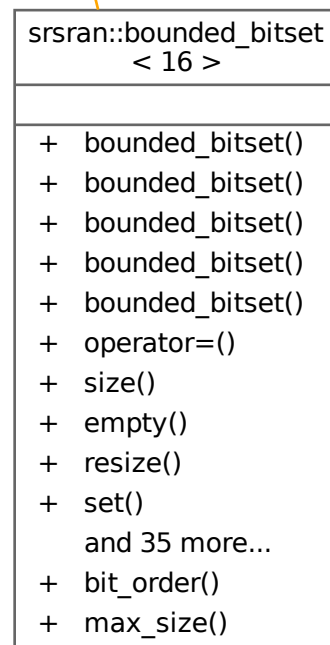 srsran::bounded_bitset
< 16 >
+ bounded_bitset()
+ bounded_bitset()
+ bounded_bitset()
+ bounded_bitset()
+ bounded_bitset()
+ operator=()
+ size()
+ empty()
+ resize()
+ set()
and 35 more...
+ bit_order()
+ max_size()